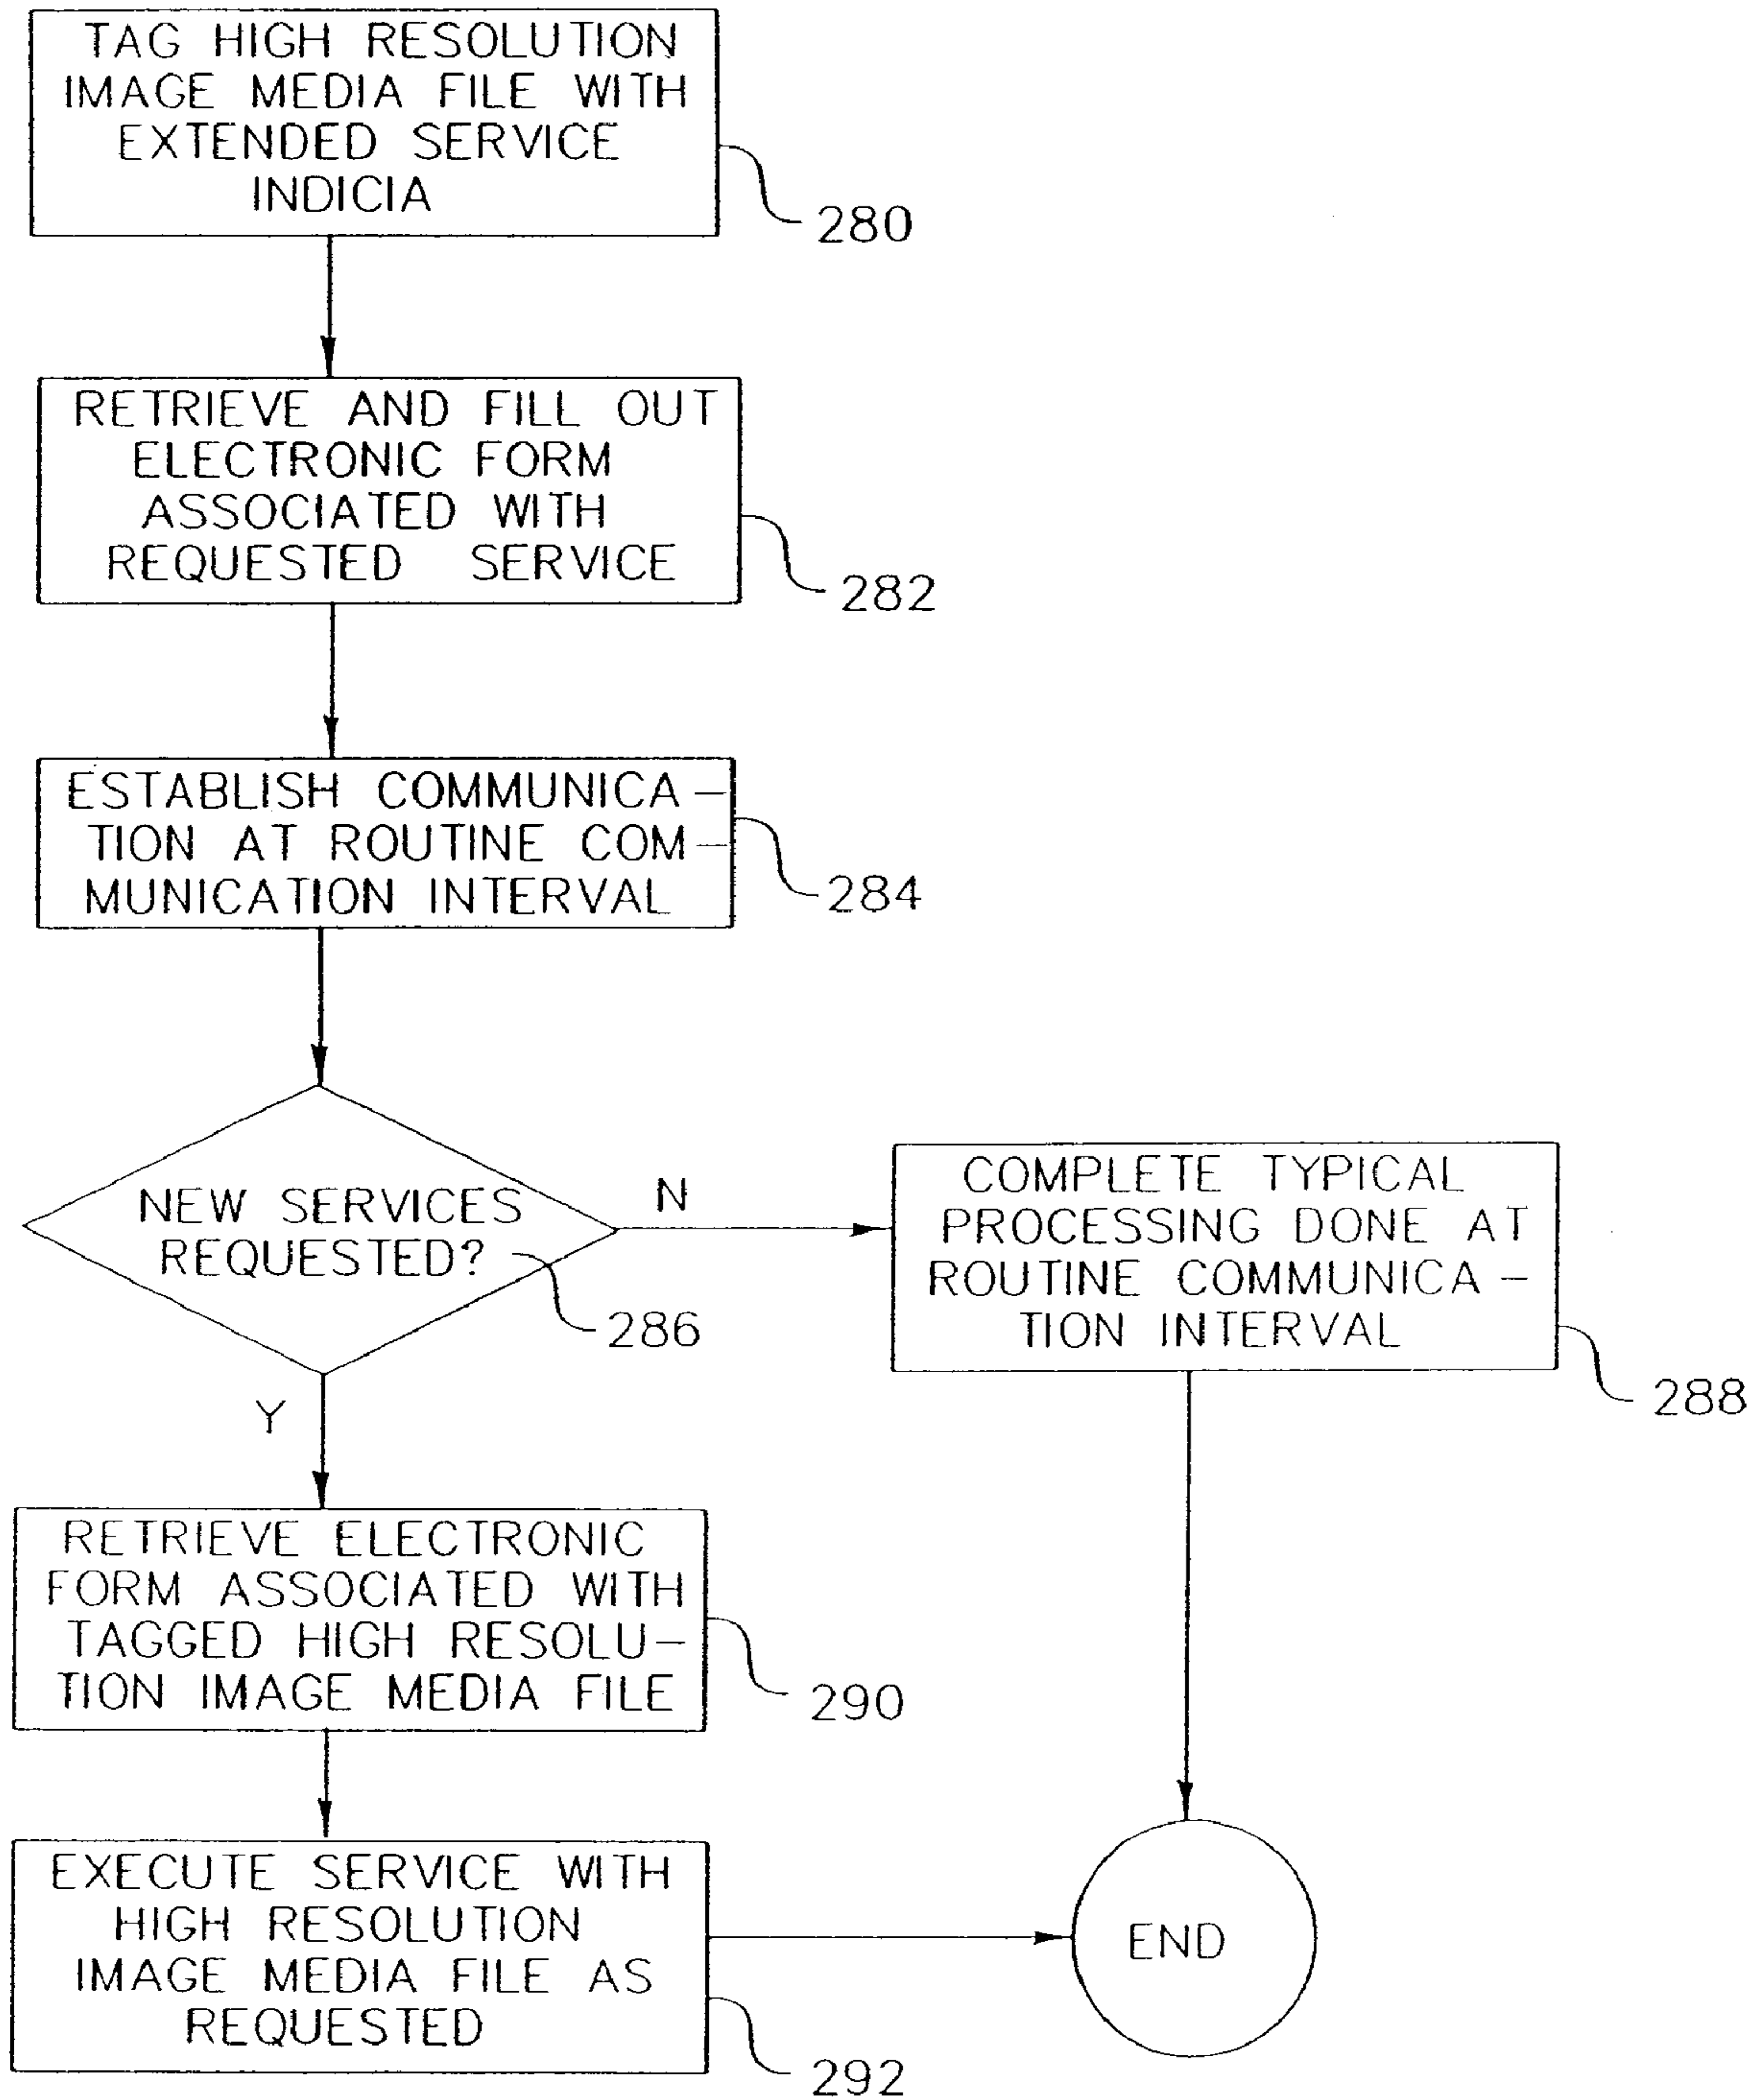 TAG HIGH RESOLUTION
IMAGE MEDIA FILE WITH
EXTENDED SERVICE
INDICIA
280
RETRIEVE AND FILL OUT
ELECTRONIC FORM
ASSOCIATED WITH
REQUESTED SERVICE
282
ESTABLISH COMMUNICA-
TION AT ROUTINE COM-
MUNICATION INTERVAL
284
NEW SERVICES
REQUESTED?
286
N
COMPLETE TYPICAL
PROCESSING DONE AT
ROUTINE COMMUNICA-
TION INTERVAL
288
Y
RETRIEVE ELECTRONIC
FORM ASSOCIATED WITH
TAGGED HIGH RESOLU-
TION IMAGE MEDIA FILE
290
EXECUTE SERVICE WITH
HIGH RESOLUTION
IMAGE MEDIA FILE AS
REQUESTED
292
END